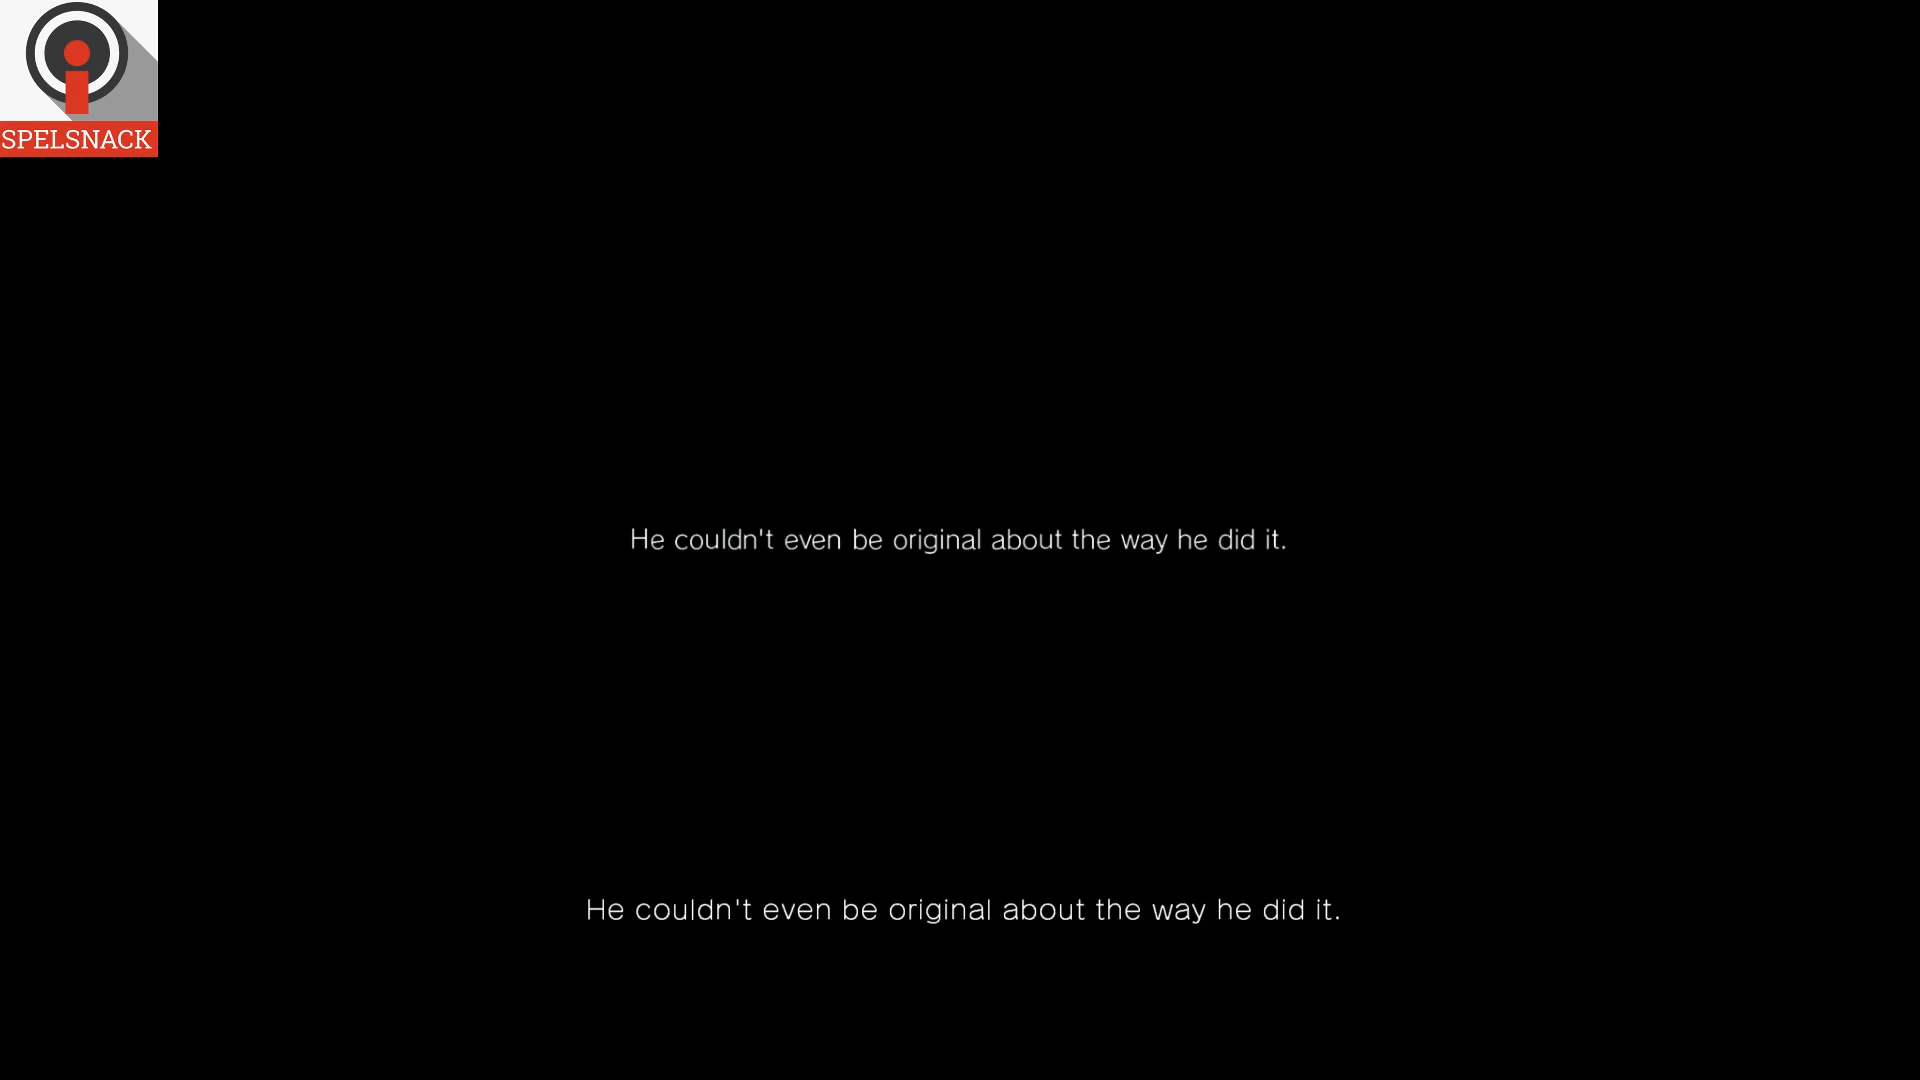 SPELSNACK
He couldn't even be original about the way he did it.
He couldn't even be original about the way he did it.